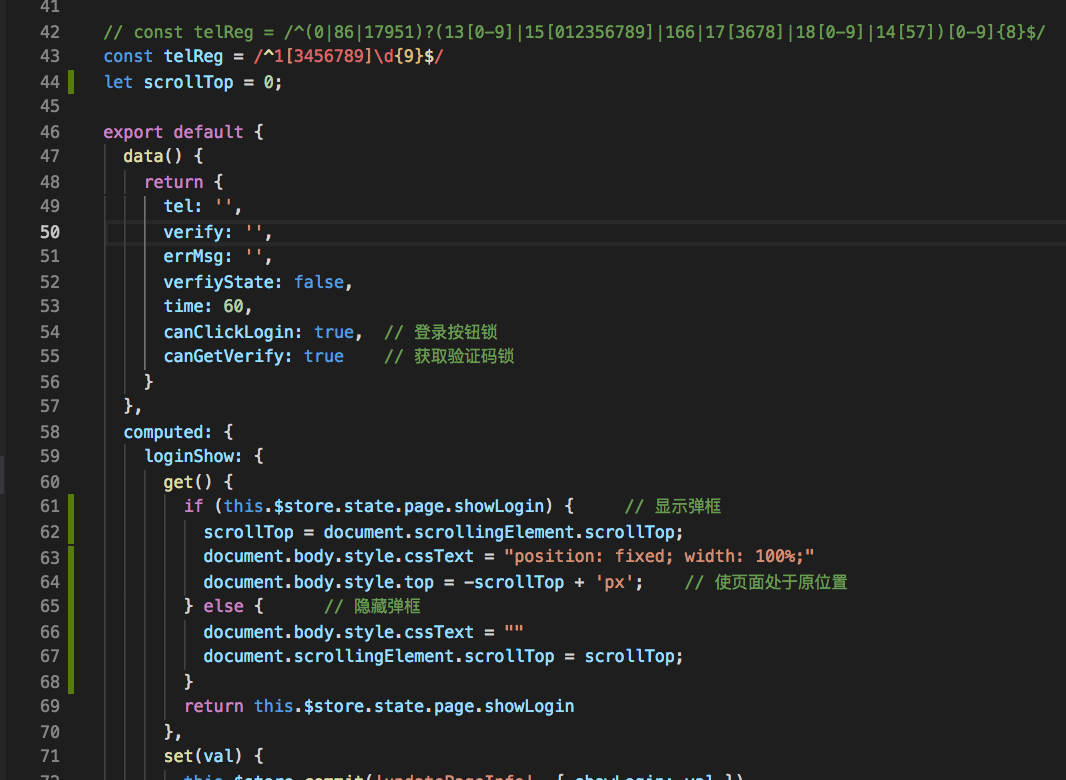 41
42 // const telReg = /^(0|86|17951)?(13[0-9]|15[012356789]|166|17[3678]|18[0-9]|14[57])[0-9]{8}$/
43 const telReg = /^1[3456789]\d{9}$/
44 let scrollTop = 0;
45
46 export default {
47 data() {
48 return {
49 tel: '',
50 verify: '',
51 errMsg: '',
52 verfiyState: false,
53 time: 60,
54 canClickLogin: true, // 登录按钮锁
55 canGetVerify: true // 获取验证码锁
56 }
57 },
58 computed: {
59 loginShow: {
60 get() {
61 if (this.$store.state.page.showLogin) { // 显示弹框
62 scrollTop = document.scrollingElement.scrollTop;
63 document.body.style.cssText = "position: fixed; width: 100%;"
64 document.body.style.top = -scrollTop + 'px'; // 使页面处于原位置
65 } else { // 隐藏弹框
66 document.body.style.cssText = ""
67 document.scrollingElement.scrollTop = scrollTop;
68 }
69 return this.$store.state.page.showLogin
70 },
71 set(val) {
72 this.$store.commit('updatePageInfo', { showLogin: val })